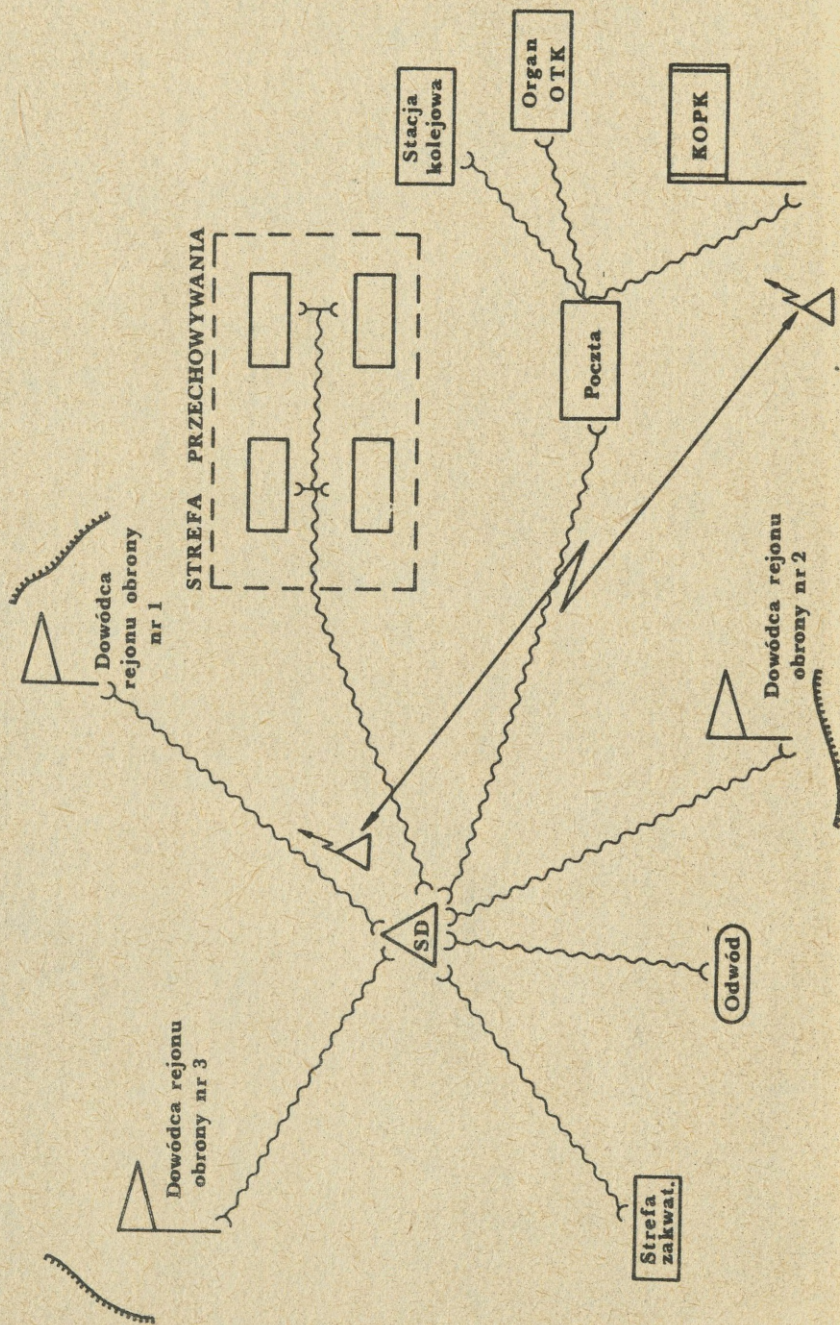 Dowódca rejonu
obrony nr 3
Dowódca
rejonu obrony
nr 1
STREFA PRZECHOWYWANIA
Stacja
kolejowa
Organ
OTK
KOPK
SD
Poczta
Strefa
zakwat.
Odwód
Dowódca rejonu
obrony nr 2